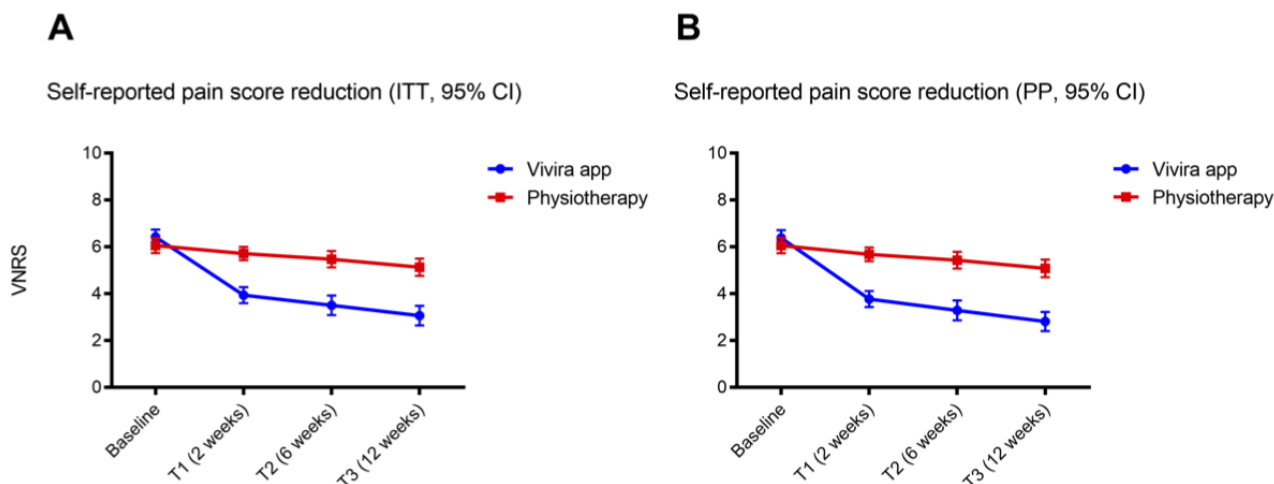 A
Self-reported pain score reduction (ITT, 95% CI)
10
8
6
4
2
0
VNRS
Vivira app
Physiotherapy
Baseline
T1 (2 weeks)
T2 (6 weeks)
T3 (12 weeks)
B
Self-reported pain score reduction (PP, 95% CI)
10
8
6
4
2
0
Vivira app
Physiotherapy
Baseline
T1 (2 weeks)
T2 (6 weeks)
T3 (12 weeks)